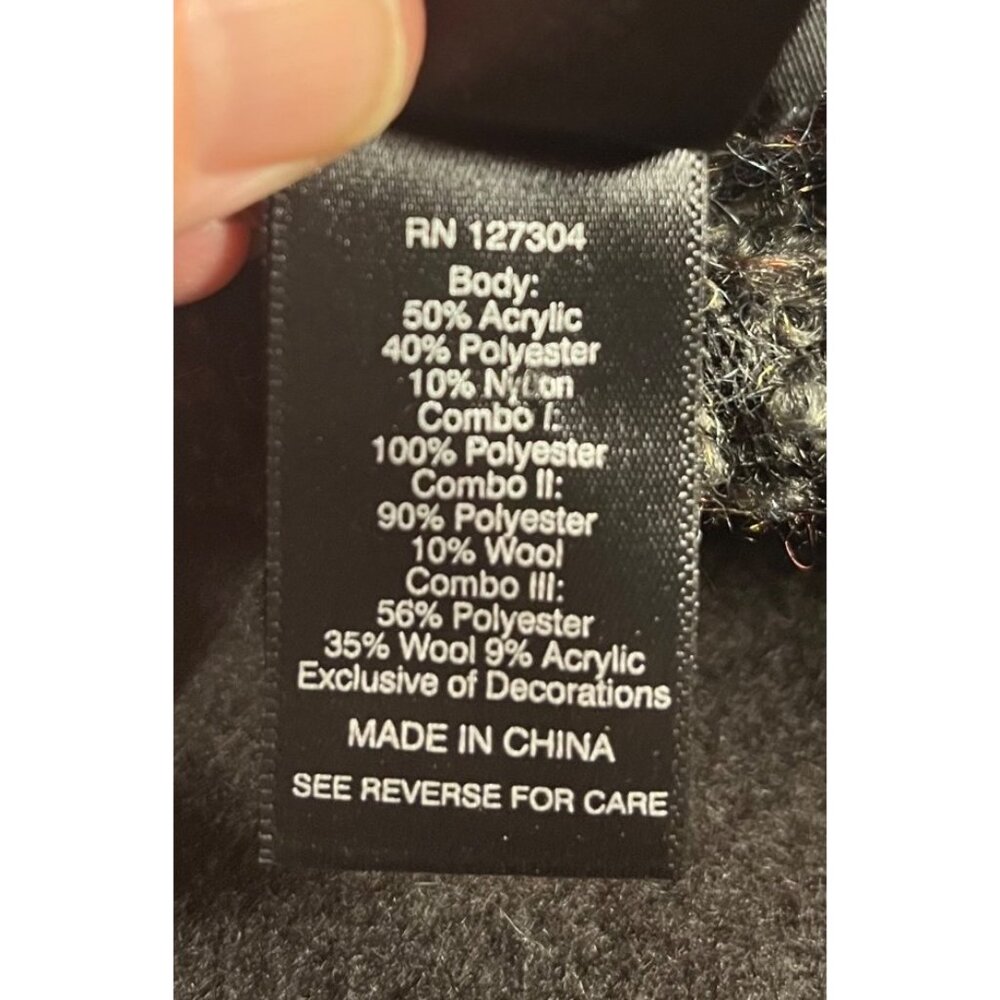 RN 127304
Body:
50% Acrylic
40% Polyester
10% Nylon
Combo I:
100% Polyester
Combo II:
90% Polyester
10% Wool
Combo III:
56% Polyester
35% Wool 9% Acrylic
Exclusive of Decorations
MADE IN CHINA
SEE REVERSE FOR CARE